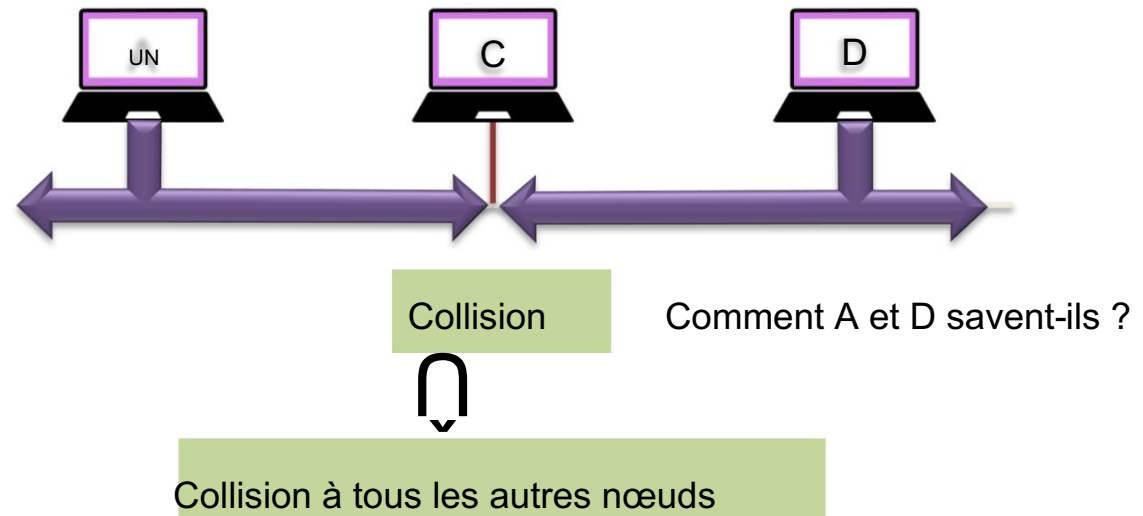 UN
C
D
Collision
Comment A et D savent-ils ?
Collision à tous les autres nœuds